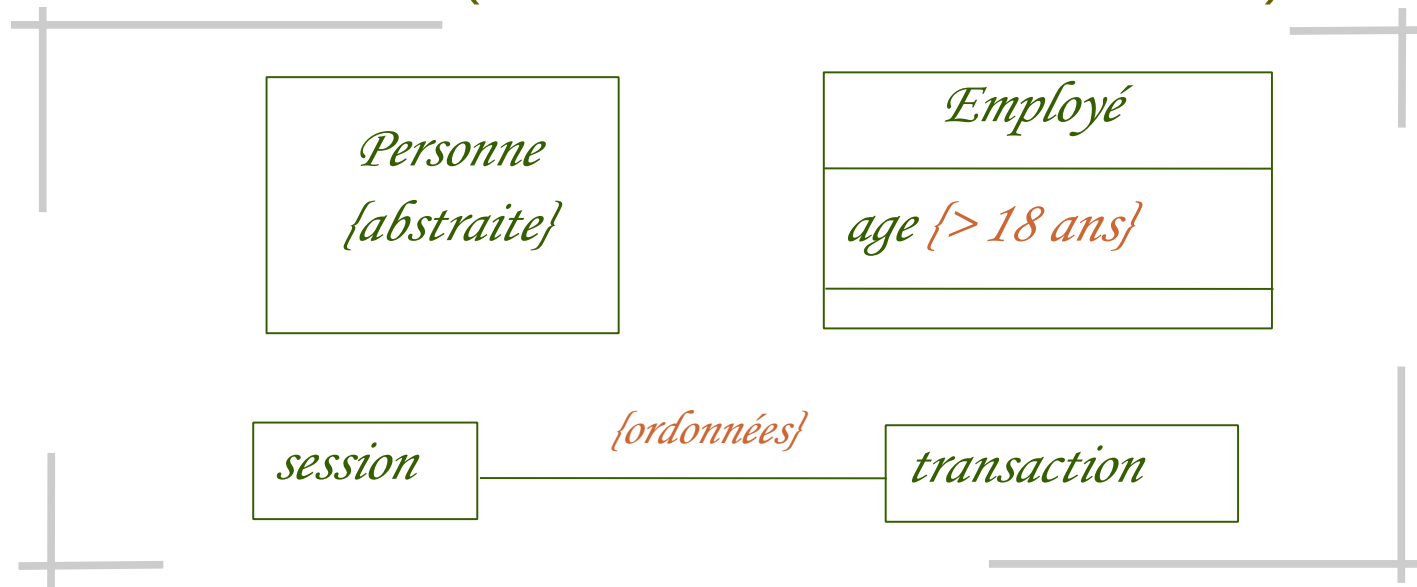 Personne
{abstraite}
Employé
age {> 18 ans}
{ordonnées}
session
transaction